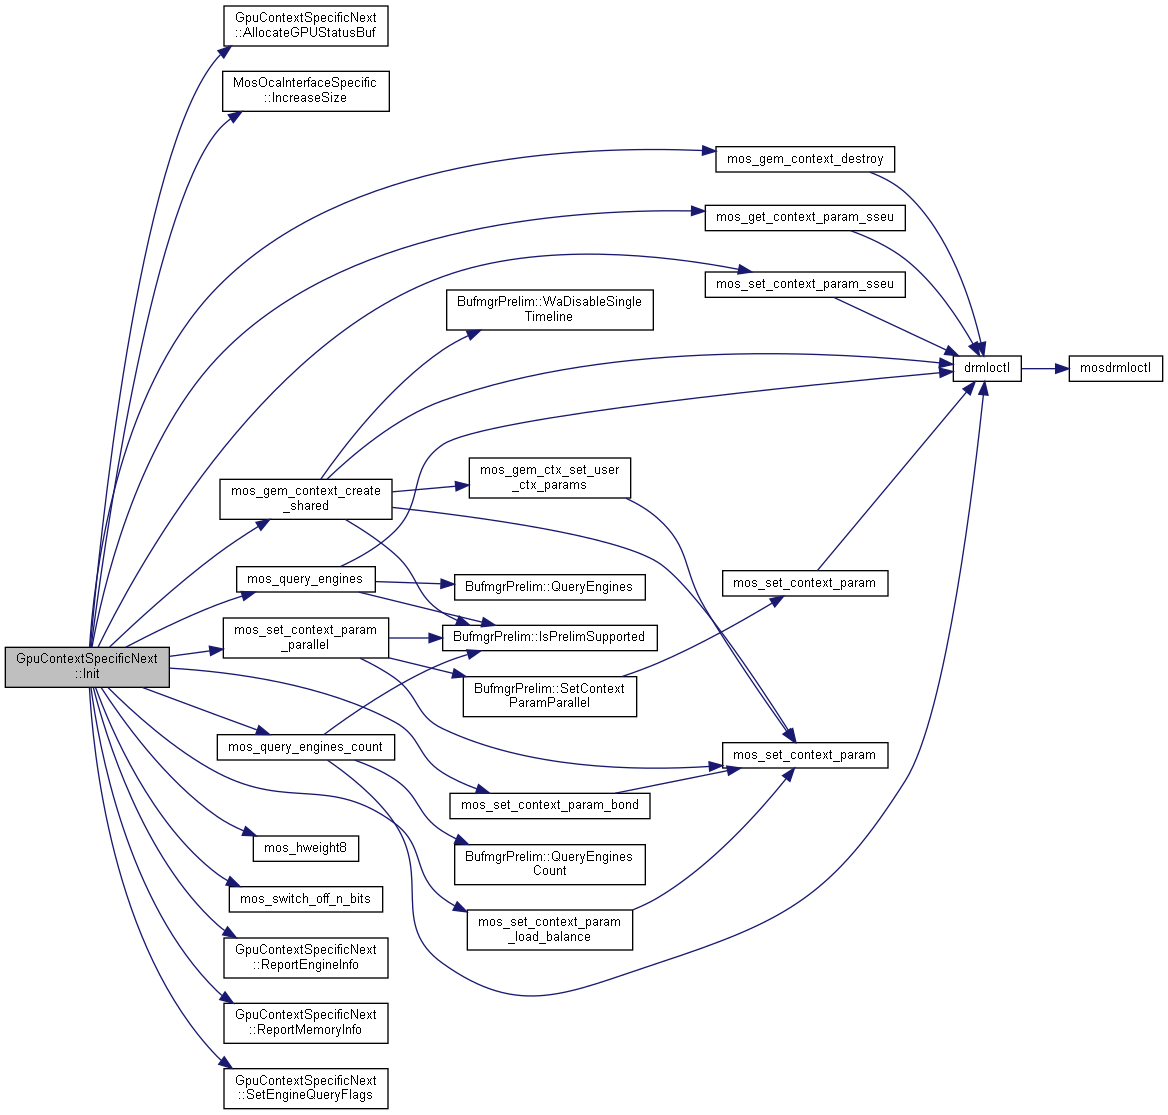 GpuContextSpecificNext
::AllocateGPUStatusBuf
MosOcaInterfaceSpecific
::IncreaseSize
mos_gem_context_destroy
mos_get_context_param_sseu
mos_set_context_param_sseu
BufmgrPrelim::WaDisableSingle
Timeline
drmIoctl
mosdrmIoctl
mos_gem_context_create
_shared
mos_gem_ctx_set_user
_ctx_params
mos_query_engines
BufmgrPrelim::QueryEngines
mos_set_context_param
mos_set_context_param
_parallel
BufmgrPrelim::IsPrelimSupported
GpuContextSpecificNext
::Init
BufmgrPrelim::SetContext
ParamParallel
mos_query_engines_count
mos_set_context_param
mos_set_context_param_bond
mos_hweight8
BufmgrPrelim::QueryEngines
Count
mos_switch_off_n_bits
mos_set_context_param
_load_balance
GpuContextSpecificNext
::ReportEngineInfo
GpuContextSpecificNext
::ReportMemoryInfo
GpuContextSpecificNext
::SetEngineQueryFlags